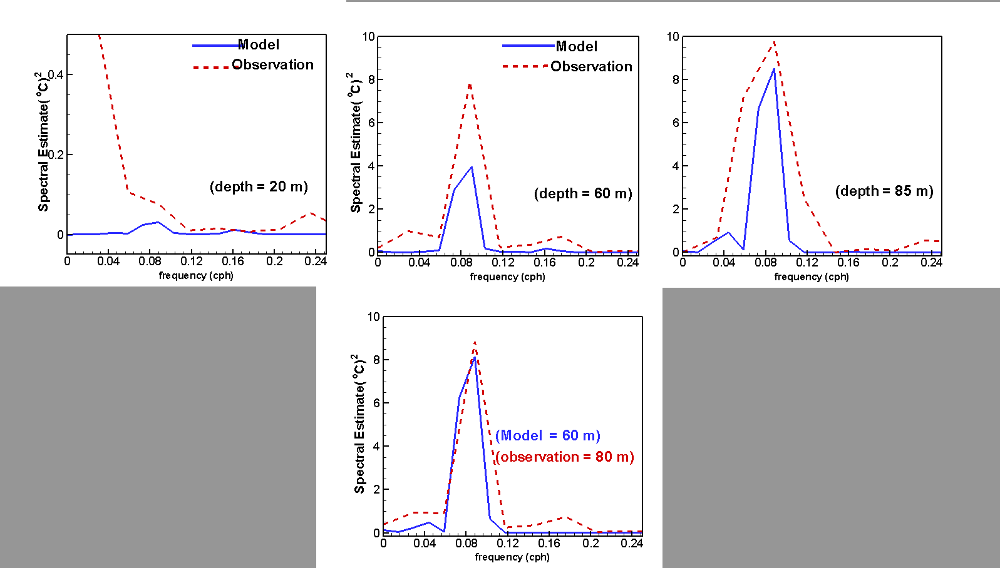 Model
Observation
0.4
0.2
0
Spectral Estimate( °C)²
(depth = 20 m)
0 0.04 0.08 0.12 0.16 0.2 0.24
frequency (cph)
10
8
6
4
2
0
Spectral Estimate( °C)²
Model
Observation
(depth = 60 m)
0 0.04 0.08 0.12 0.16 0.2 0.24
frequency (cph)
10
8
6
4
2
0
(depth = 85 m)
0 0.04 0.08 0.12 0.16 0.2 0.24
frequency (cph)
10
8
6
4
2
0
Spectral Estimate( °C)²
(Model = 60 m)
(observation = 80 m)
0 0.04 0.08 0.12 0.16 0.2 0.24
frequency (cph)